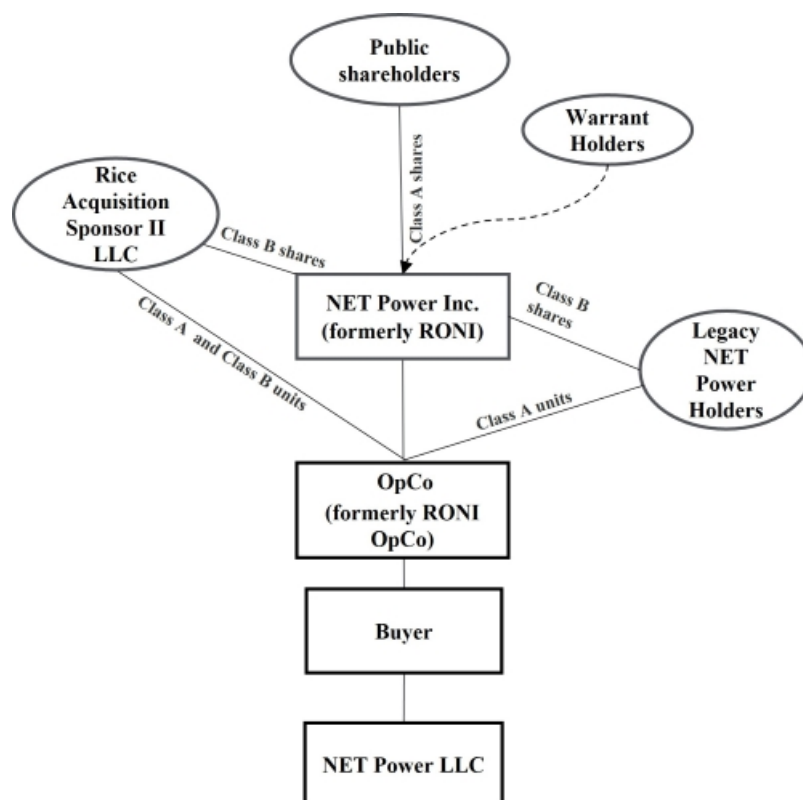 Public
shareholders
Warrant
Holders
Class A shares
Rice
Acquisition
Sponsor II
LLC
Class B shares
NET Power Inc.
(formerly RONI)
Class B
shares
Legacy
NET
Power
Holders
Class A and Class B units
Class A units
OpCo
(formerly RONI
OpCo)
Buyer
NET Power LLC